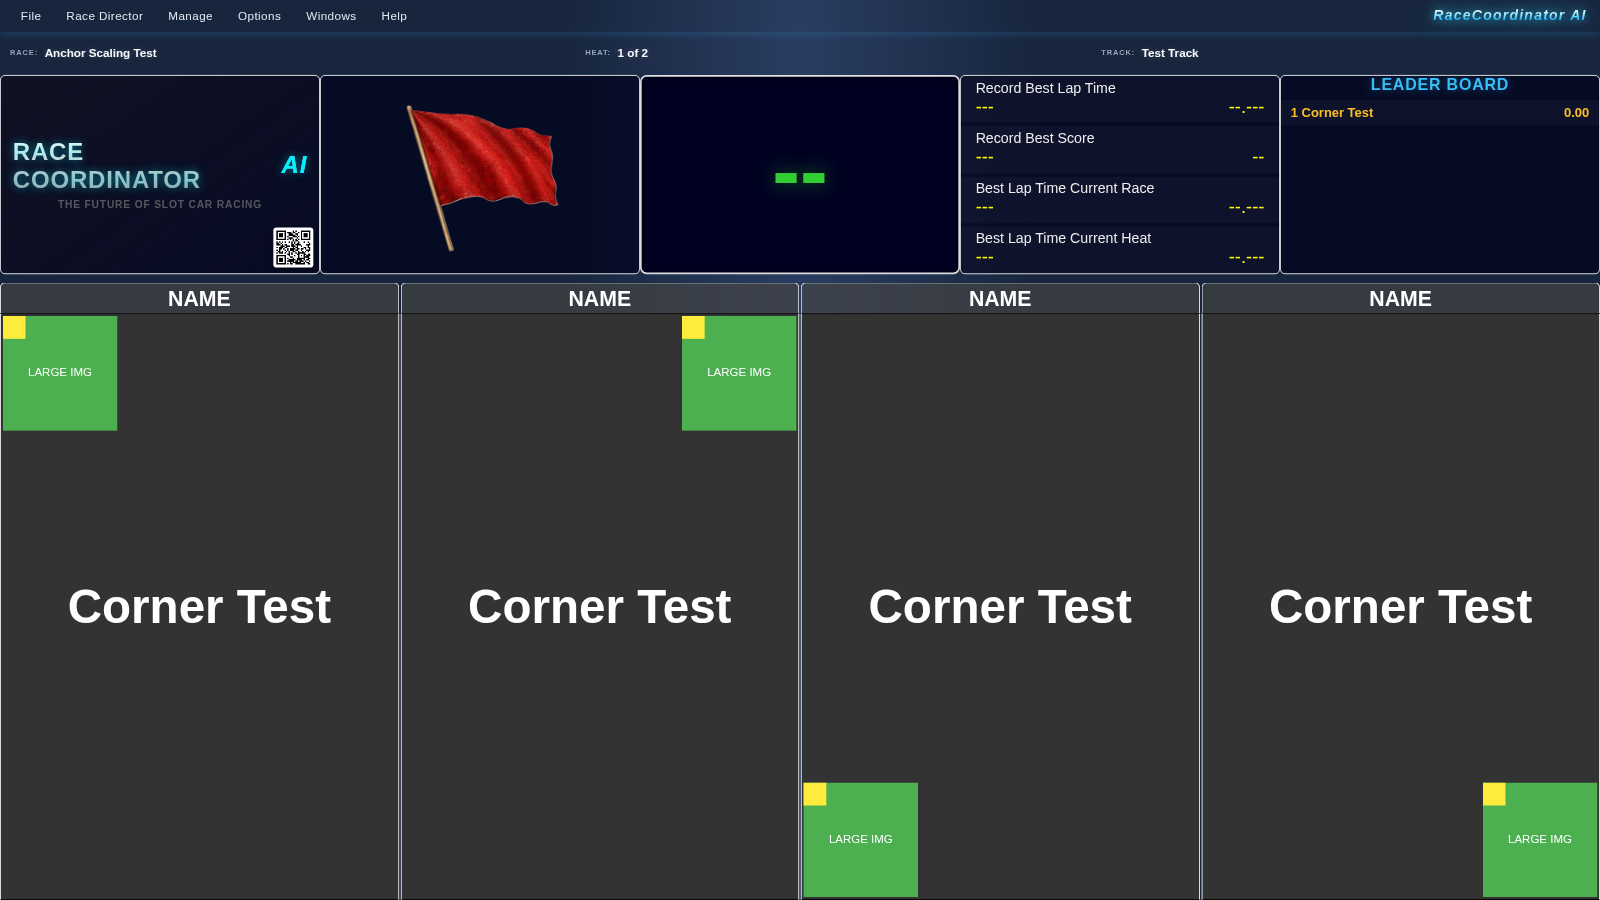 File Race Director Manage Options Windows Help RaceCoordinator AI
RACE: Anchor Scaling Test HEAT: 1 of 2 TRACK: Test Track
RACE
COORDINATOR
AI
THE FUTURE OF SLOT CAR RACING
--
Record Best Lap Time
--- --.---
Record Best Score
--- --
Best Lap Time Current Race
--- --.---
Best Lap Time Current Heat
--- --.---
LEADER BOARD
1 Corner Test 0.00
NAME NAME NAME NAME
LARGE IMG LARGE IMG
Corner Test Corner Test Corner Test Corner Test
LARGE IMG LARGE IMG